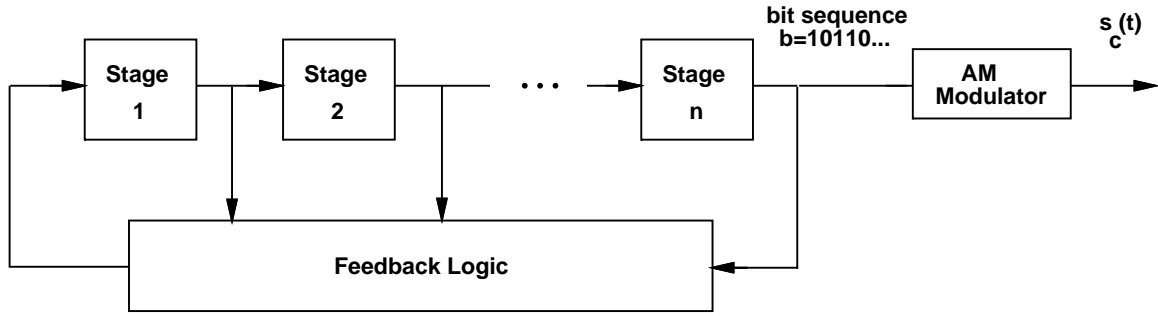 bit sequence
b=10110...
s (t)
c
Stage
1
Stage
2
...
Stage
n
AM
Modulator
Feedback Logic